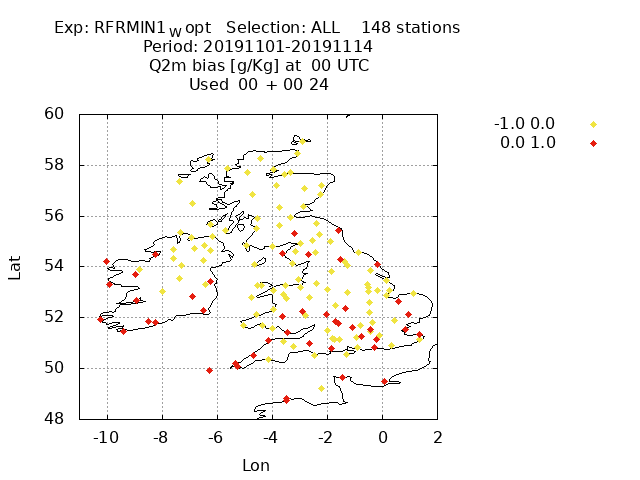 Exp: RFRMIN1 W opt Selection: ALL 148 stations
Period: 20191101-20191114
Q2m bias [g/Kg] at 00 UTC
Used 00 + 00 24
-1.0 0.0
0.0 1.0
60
58
56
54
52
50
48
Lat
-10 -8 -6 -4 -2 0 2
Lon